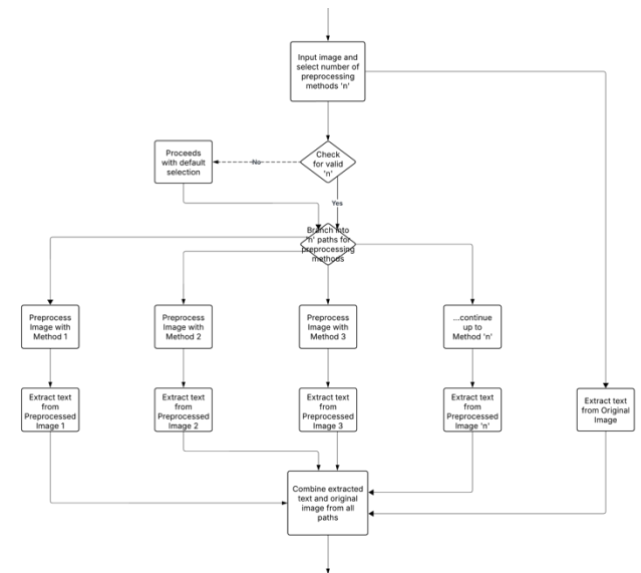 Input image and
select number of
preprocessing
methods 'n'
Proceeds
with default
selection
No
Check
for valid
'n'
Yes
Branch into
'n' paths for
preprocessing
methods
Preprocess
Image with
Method 1
Preprocess
Image with
Method 2
Preprocess
Image with
Method 3
...continue
up to
Method 'n'
Extract text
from
Preprocessed
Image 1
Extract text
from
Preprocessed
Image 2
Extract text
from
Preprocessed
Image 3
Extract text
from
Preprocessed
Image 'n'
Extract text
from Original
Image
Combine extracted
text and original
image from all
paths